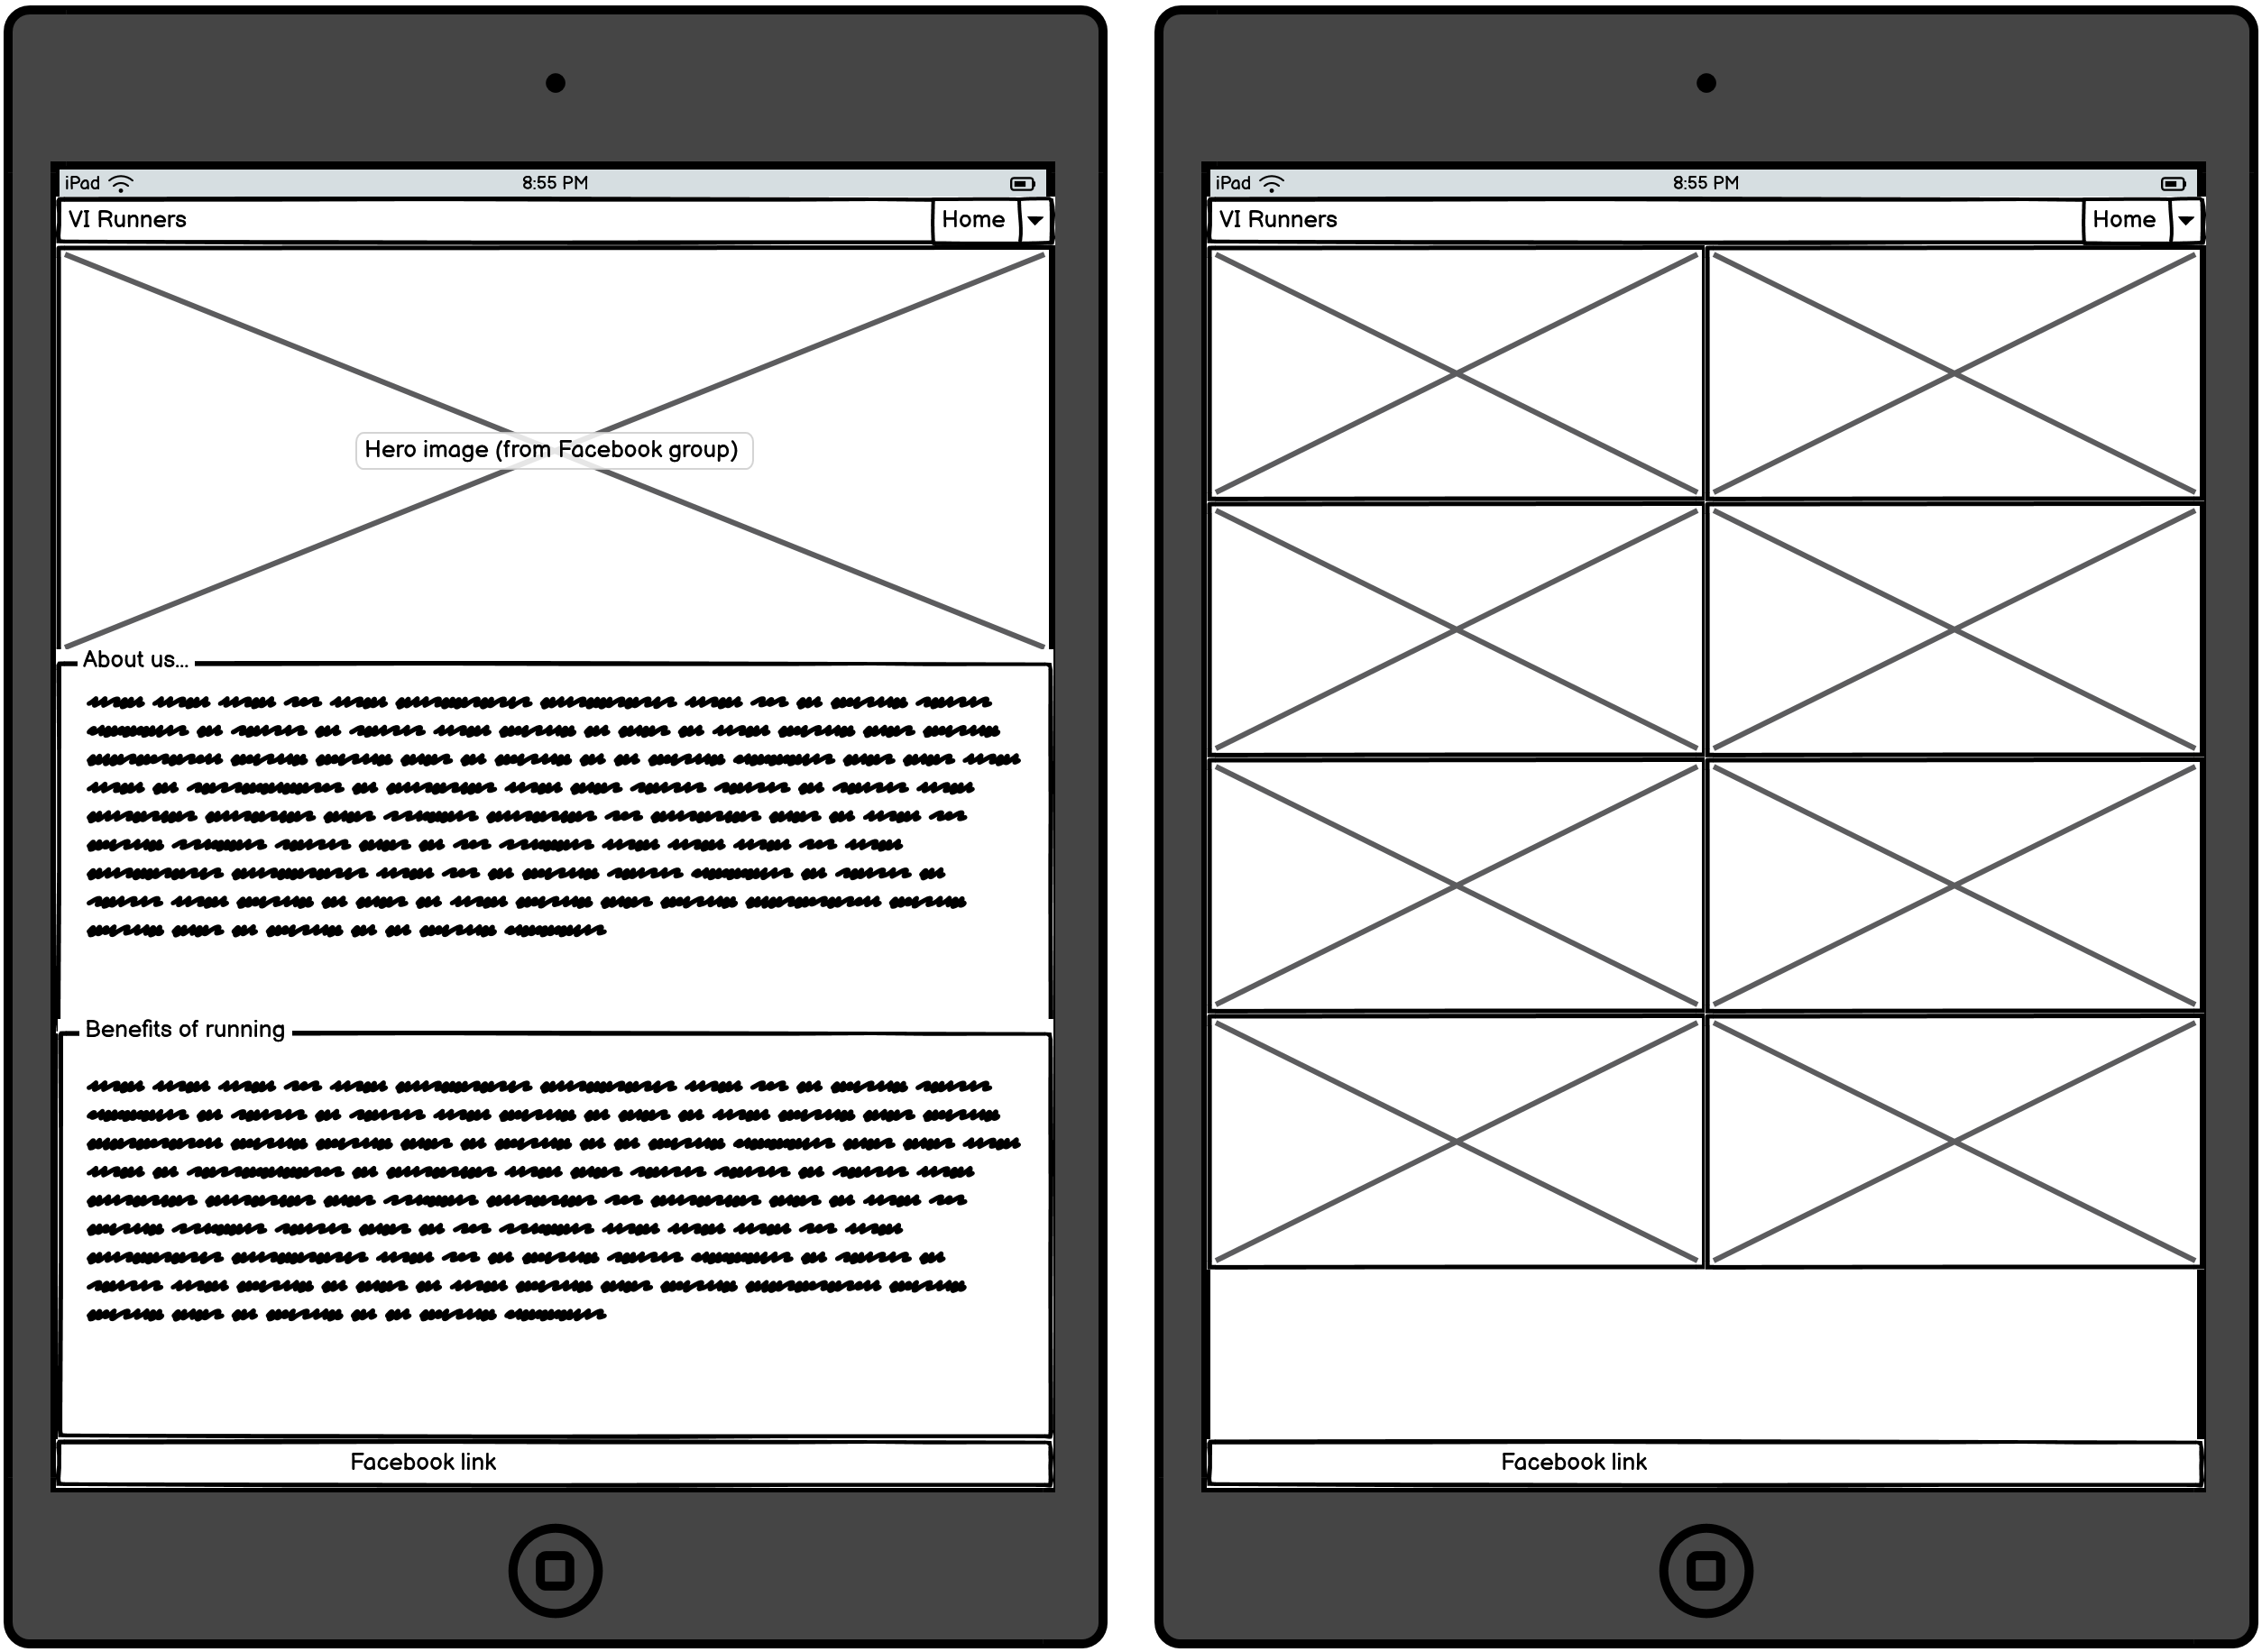 iPad 8:55 PM
VI Runners Home
Hero image (from Facebook group)
About us...
Benefits of running
Facebook link
iPad 8:55 PM
VI Runners Home
Facebook link